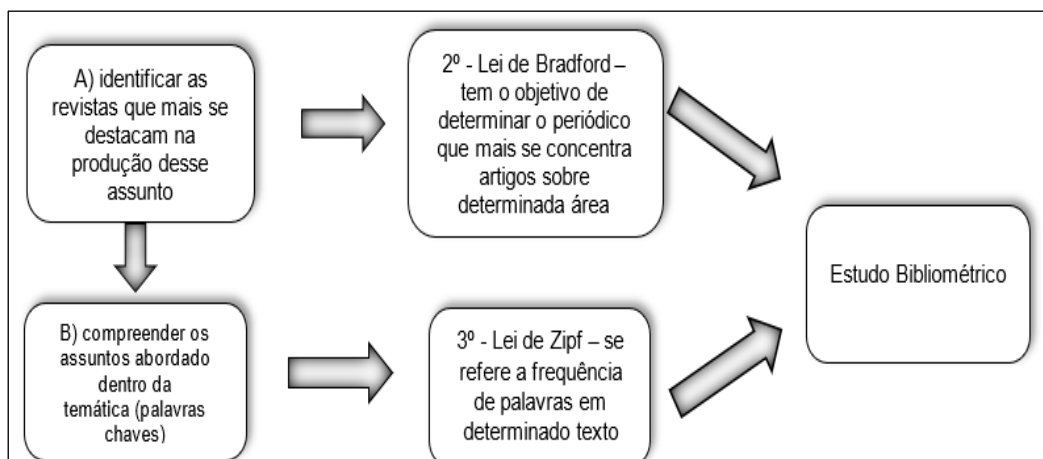 A) identificar as
revistas que mais se
destacam na
produção desse
assunto
2º - Lei de Bradford –
tem o objetivo de
determinar o periódico
que mais se concentra
artigos sobre
determinada área
Estudo Bibliométrico
B) compreender os
assuntos abordado
dentro da
temática (palavras
chaves)
3º - Lei de Zipf – se
refere a frequência
de palavras em
determinado texto